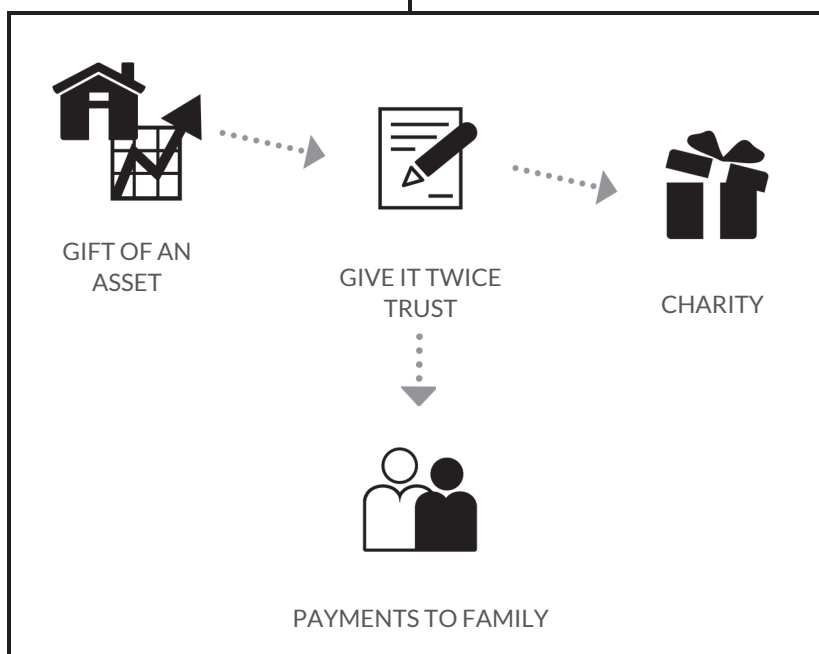 GIFT OF AN
ASSET
GIVE IT TWICE
TRUST
CHARITY
PAYMENTS TO FAMILY